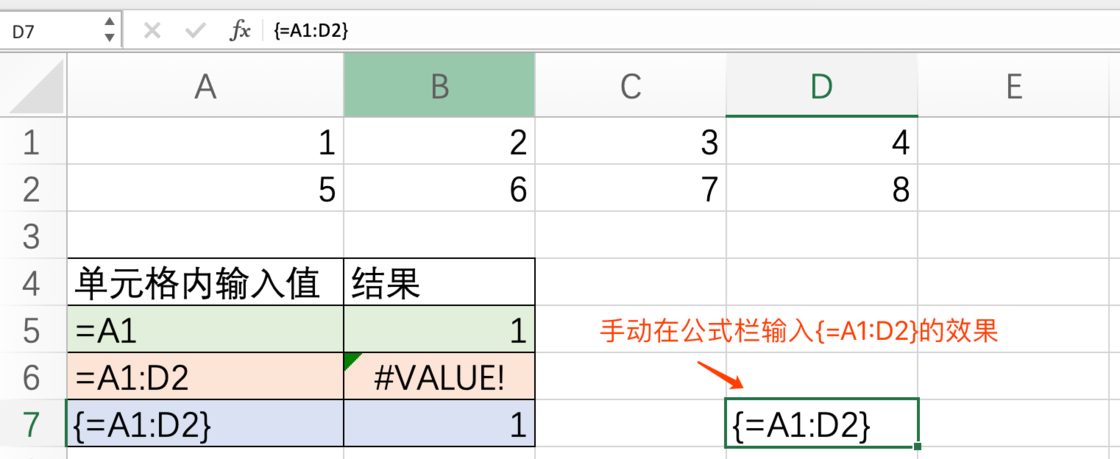 D7 fx {=A1:D2}
A B C D E
1 1 2 3 4
2 5 6 7 8
3
4 单元格内输入值 结果
5 =A1 1 手动在公式栏输入{=A1:D2}的效果
6 =A1:D2 #VALUE!
7 {=A1:D2} 1 {=A1:D2}